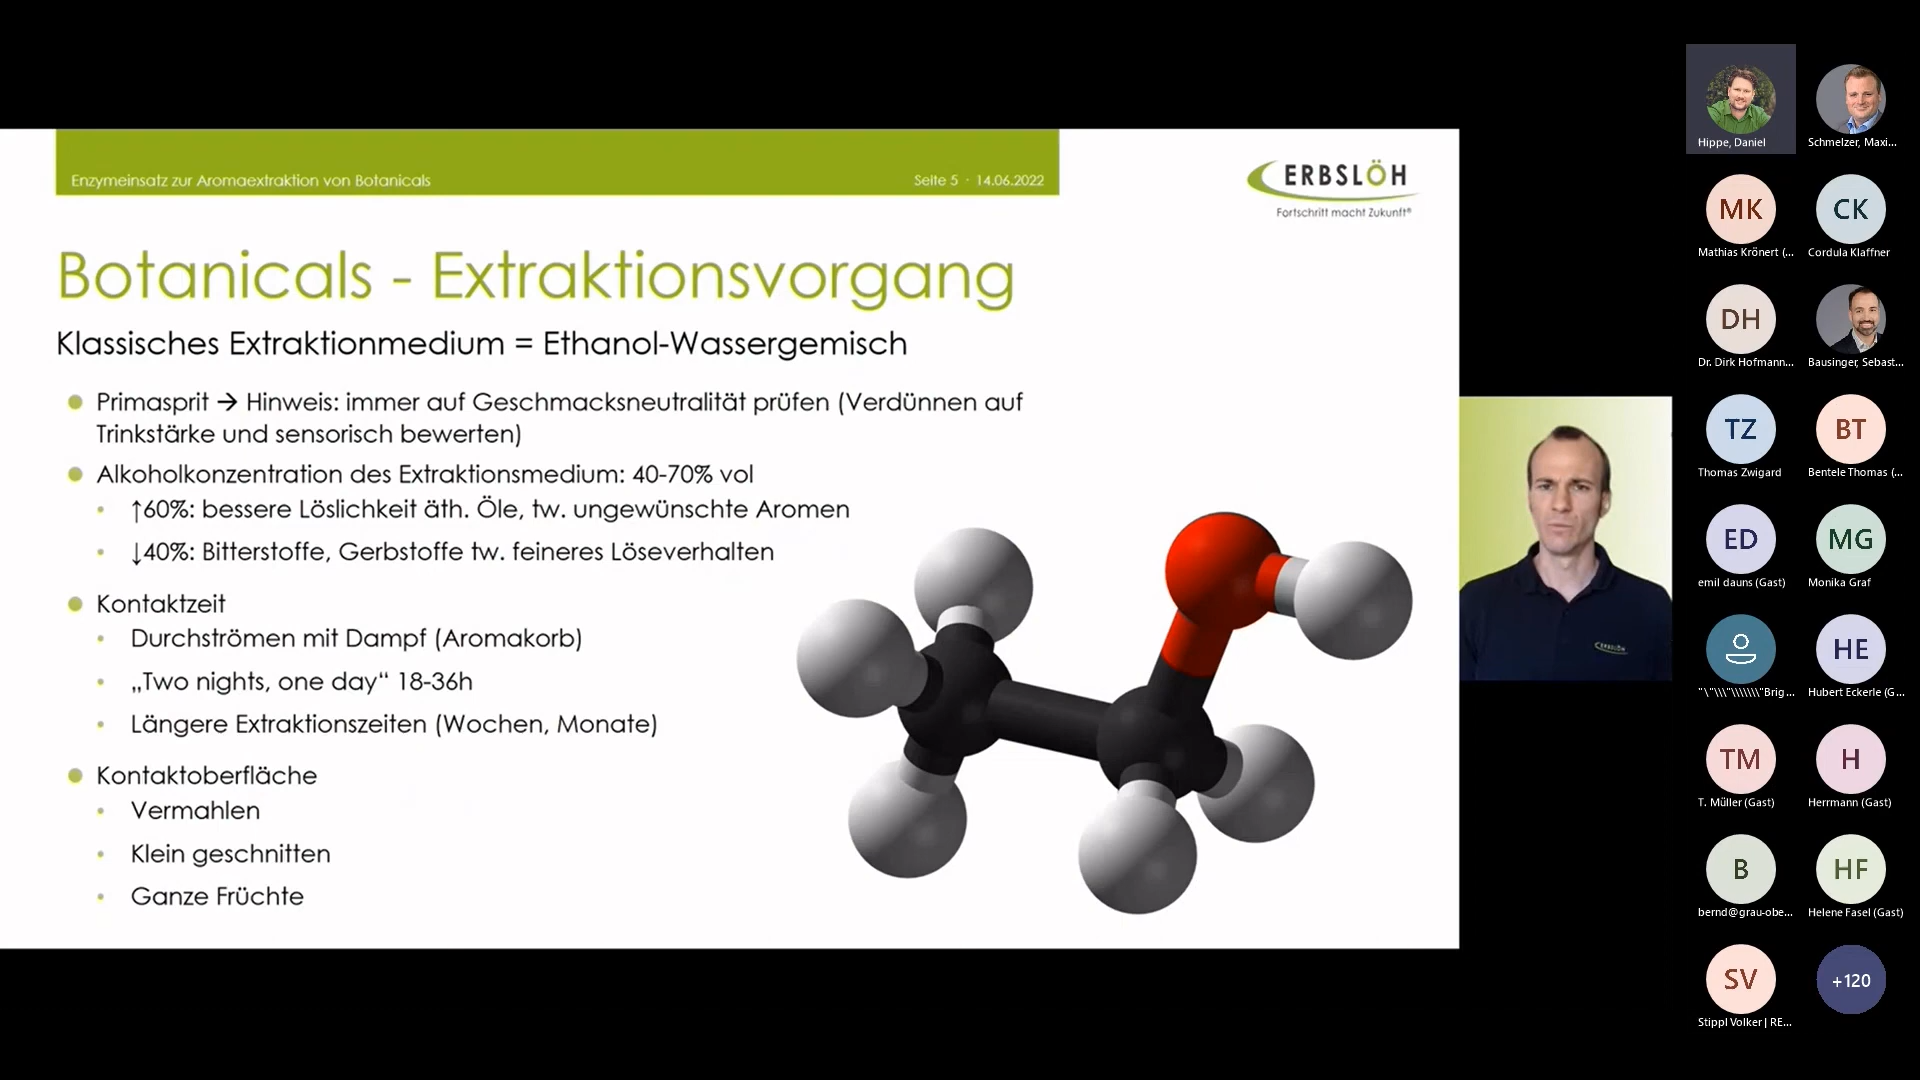 Enzymeinsatz zur Aromaextraktion von Botanicals
Seite 5 · 14.06.2022
ERBSLÖH
Fortschritt macht Zukunft®
Botanicals - Extraktionsvorgang
Klassisches Extraktionmedium = Ethanol-Wassergemisch
Primasprit → Hinweis: immer auf Geschmacksneutralität prüfen (Verdünnen auf
Trinkstärke und sensorisch bewerten)
Alkoholkonzentration des Extraktionsmedium: 40-70% vol
↑60%: bessere Löslichkeit äth. Öle, tw. ungewünschte Aromen
↓40%: Bitterstoffe, Gerbstoffe tw. feineres Löseverhalten
Kontaktzeit
Durchströmen mit Dampf (Aromakorb)
„Two nights, one day“ 18-36h
Längere Extraktionszeiten (Wochen, Monate)
Kontaktoberfläche
Vermahlen
Klein geschnitten
Ganze Früchte
ERBSLÖH
Hippe, Daniel
Schmelzer, Maxi...
MK
Mathias Krönert (...
CK
Cordula Klaffner
DH
Dr. Dirk Hofmann...
Bausinger, Sebast...
TZ
Thomas Zwigard
BT
Bentele Thomas (...
ED
emil dauns (Gast)
MG
Monika Graf
"\"\\\"\\\\\\\"Brig...
HE
Hubert Eckerle (G...
TM
T. Müller (Gast)
H
Herrmann (Gast)
B
bernd@grau-obe...
HF
Helene Fasel (Gast)
SV
Stippl Volker | RE...
+120